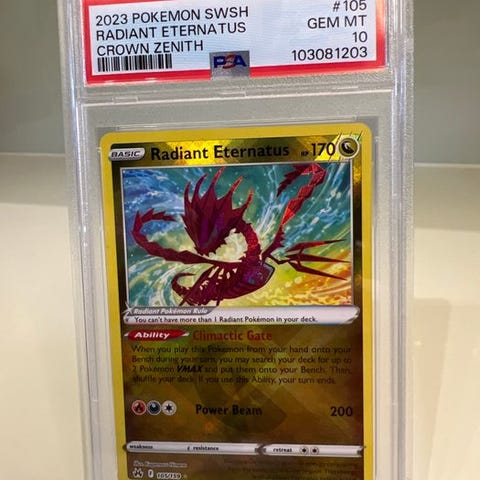 2023 POKEMON SWSH #105
RADIANT ETERNATUS GEM MT
CROWN ZENITH 10
PSA 103081203
BASIC Radiant Eternatus HP 170
Radiant Pokémon Rule
You can't have more than 1 Radiant Pokémon in your deck.
Ability Climactic Gate
When you play this Pokémon from your hand onto your
Bench during your turn, you may search your deck for up to
2 Pokémon VMAX and put them onto your Bench. Then,
shuffle your deck. If you use this Ability, your turn ends.
Power Beam 200
weakness resistance retreat
Illus.
105/159